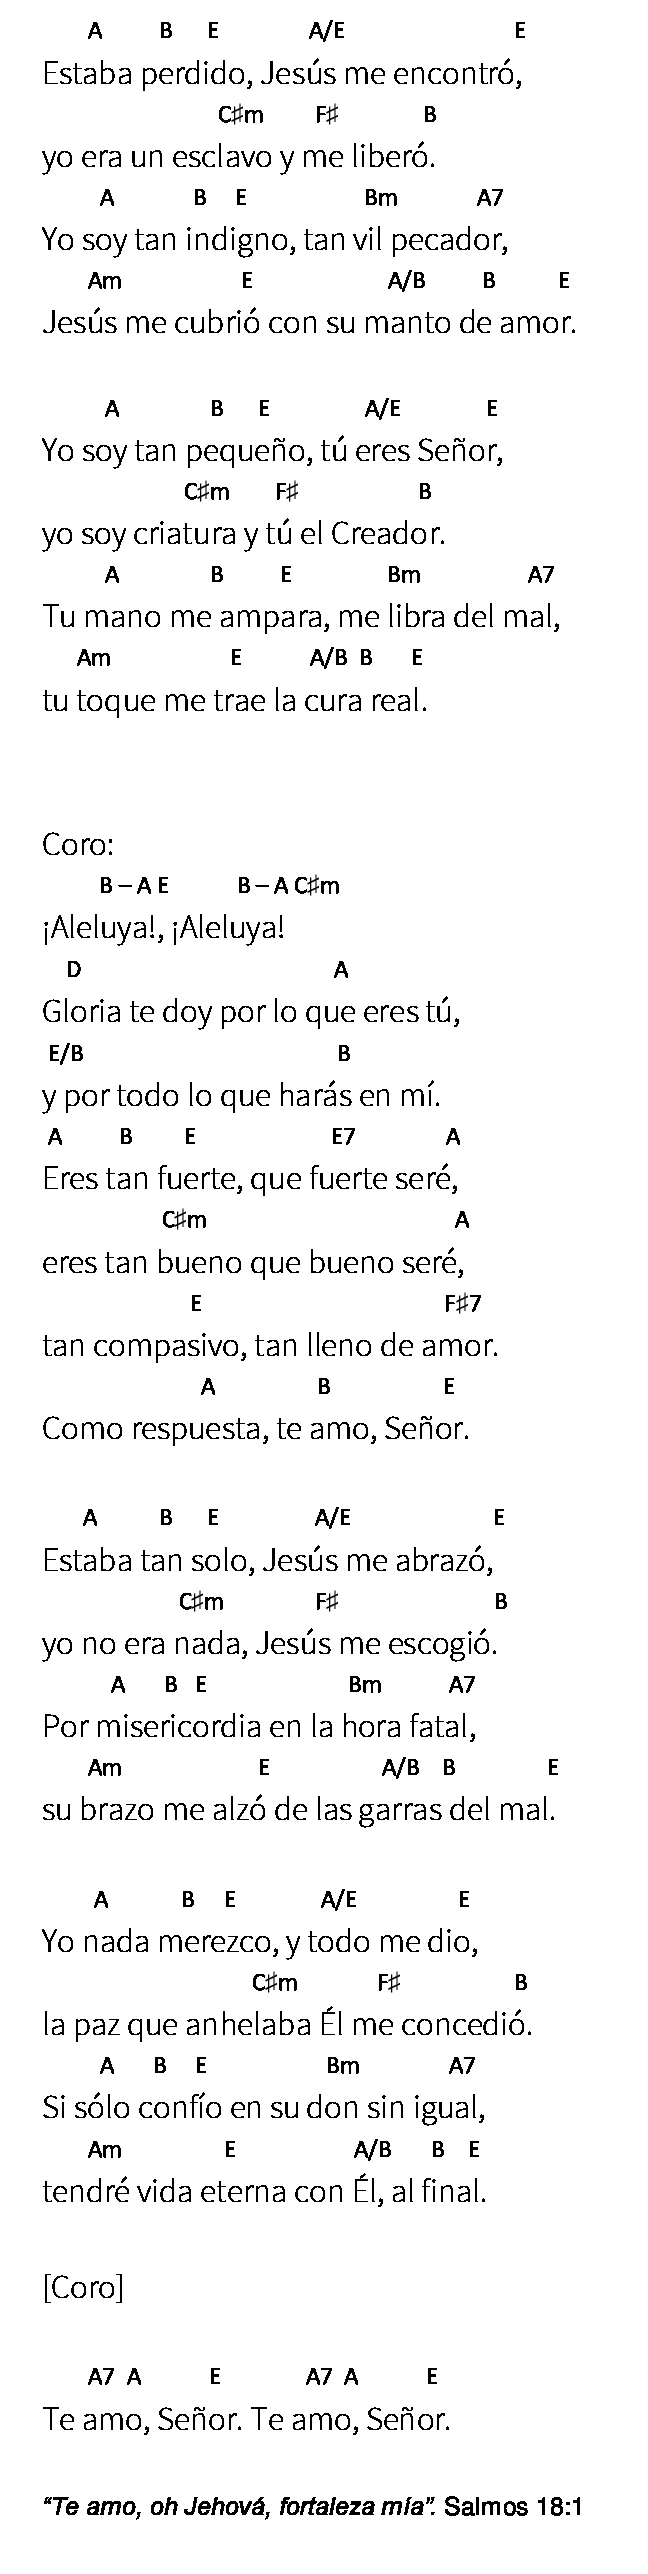 A B E A/E E
Estaba perdido, Jesús me encontró,
C♯m F♯ B
yo era un esclavo y me liberó.
A B E Bm A7
Yo soy tan indigno, tan vil pecador,
Am E A/B B E
Jesús me cubrió con su manto de amor.
A B E A/E E
Yo soy tan pequeño, tú eres Señor,
C♯m F♯ B
yo soy criatura y tú el Creador.
A B E Bm A7
Tu mano me ampara, me libra del mal,
Am E A/B B E
tu toque me trae la cura real.
Coro:
B – A E B – A C♯m
¡Aleluya!, ¡Aleluya!
D A
Gloria te doy por lo que eres tú,
E/B B
y por todo lo que harás en mí.
A B E E7 A
Eres tan fuerte, que fuerte seré,
C♯m A
eres tan bueno que bueno seré,
E F♯7
tan compasivo, tan lleno de amor.
A B E
Como respuesta, te amo, Señor.
A B E A/E E
Estaba tan solo, Jesús me abrazó,
C♯m F♯ B
yo no era nada, Jesús me escogió.
A B E Bm A7
Por misericordia en la hora fatal,
Am E A/B B E
su brazo me alzó de las garras del mal.
A B E A/E E
Yo nada merezco, y todo me dio,
C♯m F♯ B
la paz que anhelaba Él me concedió.
A B E Bm A7
Si sólo confío en su don sin igual,
Am E A/B B E
tendré vida eterna con Él, al final.
[Coro]
A7 A E A7 A E
Te amo, Señor. Te amo, Señor.
“Te amo, oh Jehová, fortaleza mía”. Salmos 18:1